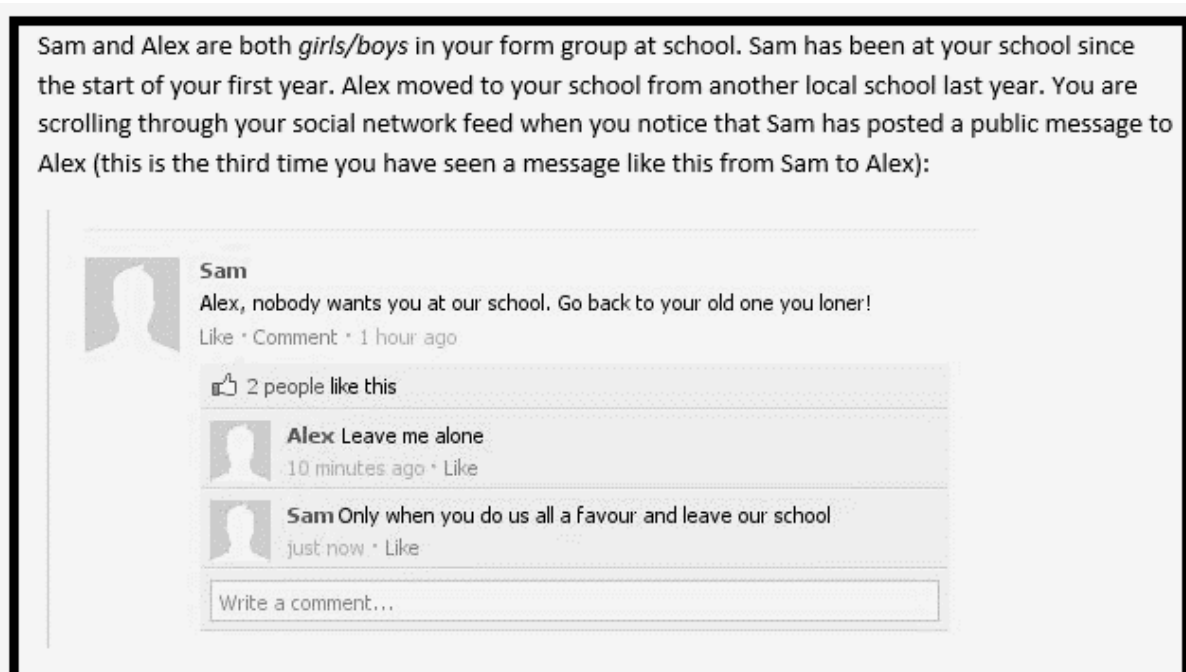 Sam and Alex are both girls/boys in your form group at school. Sam has been at your school since
the start of your first year. Alex moved to your school from another local school last year. You are
scrolling through your social network feed when you notice that Sam has posted a public message to
Alex (this is the third time you have seen a message like this from Sam to Alex):
Sam
Alex, nobody wants you at our school. Go back to your old one you loner!
Like · Comment · 1 hour ago
2 people like this
Alex Leave me alone
10 minutes ago · Like
Sam Only when you do us all a favour and leave our school
just now · Like
Write a comment...